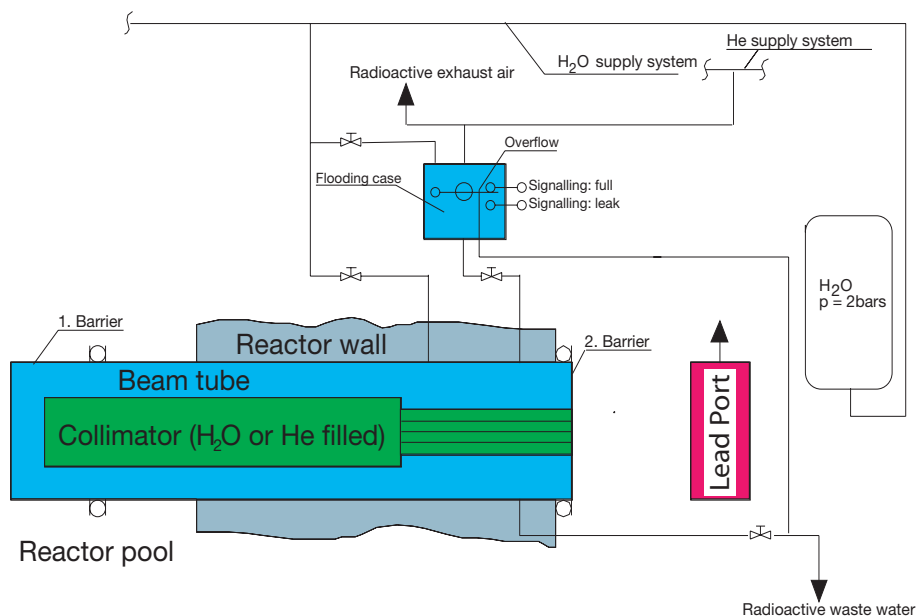 He supply system
H₂O supply system
Radioactive exhaust air
Overflow
Flooding case
Signalling: full
Signalling: leak
H₂O
p = 2bars
1. Barrier
Reactor wall
2. Barrier
Beam tube
Collimator (H₂O or He filled)
Lead Port
Reactor pool
Radioactive waste water